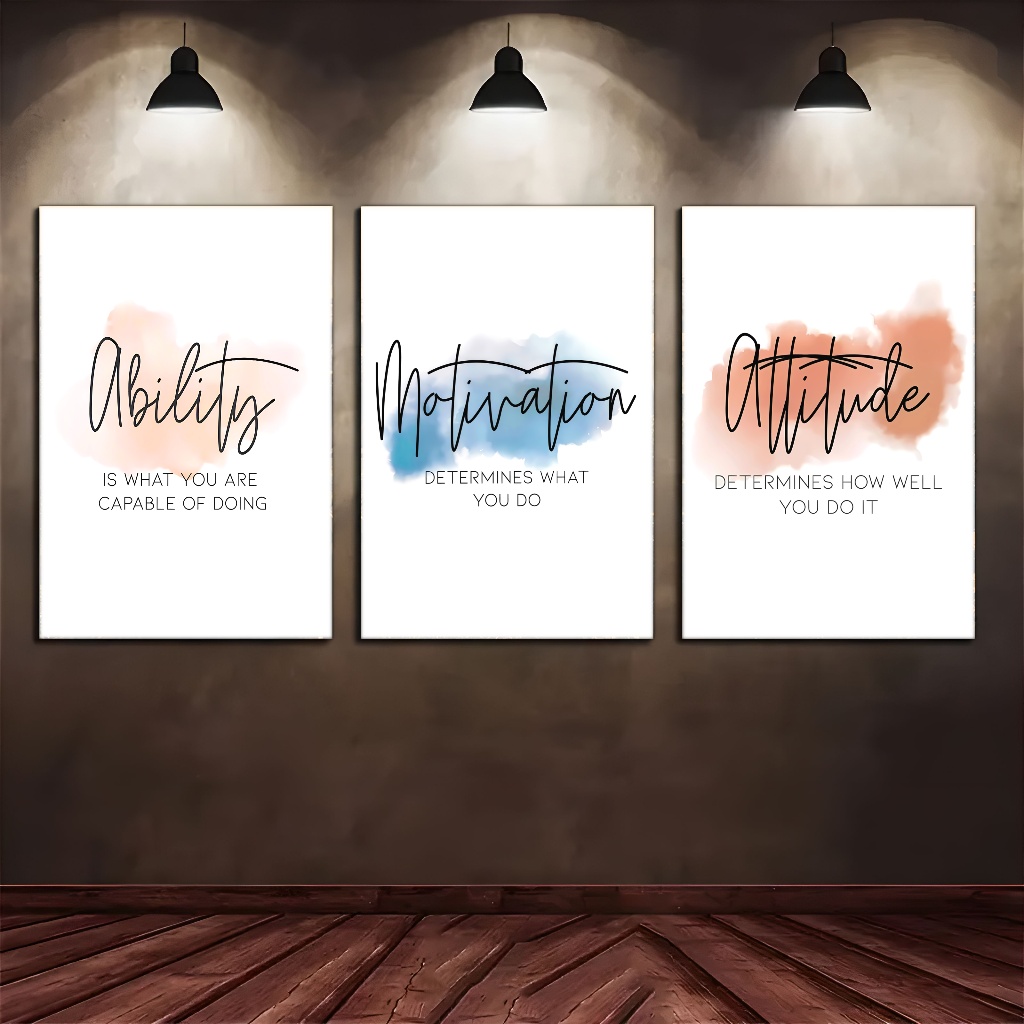 Ability
IS WHAT YOU ARE
CAPABLE OF DOING
Motivation
DETERMINES WHAT
YOU DO
Attitude
DETERMINES HOW WELL
YOU DO IT